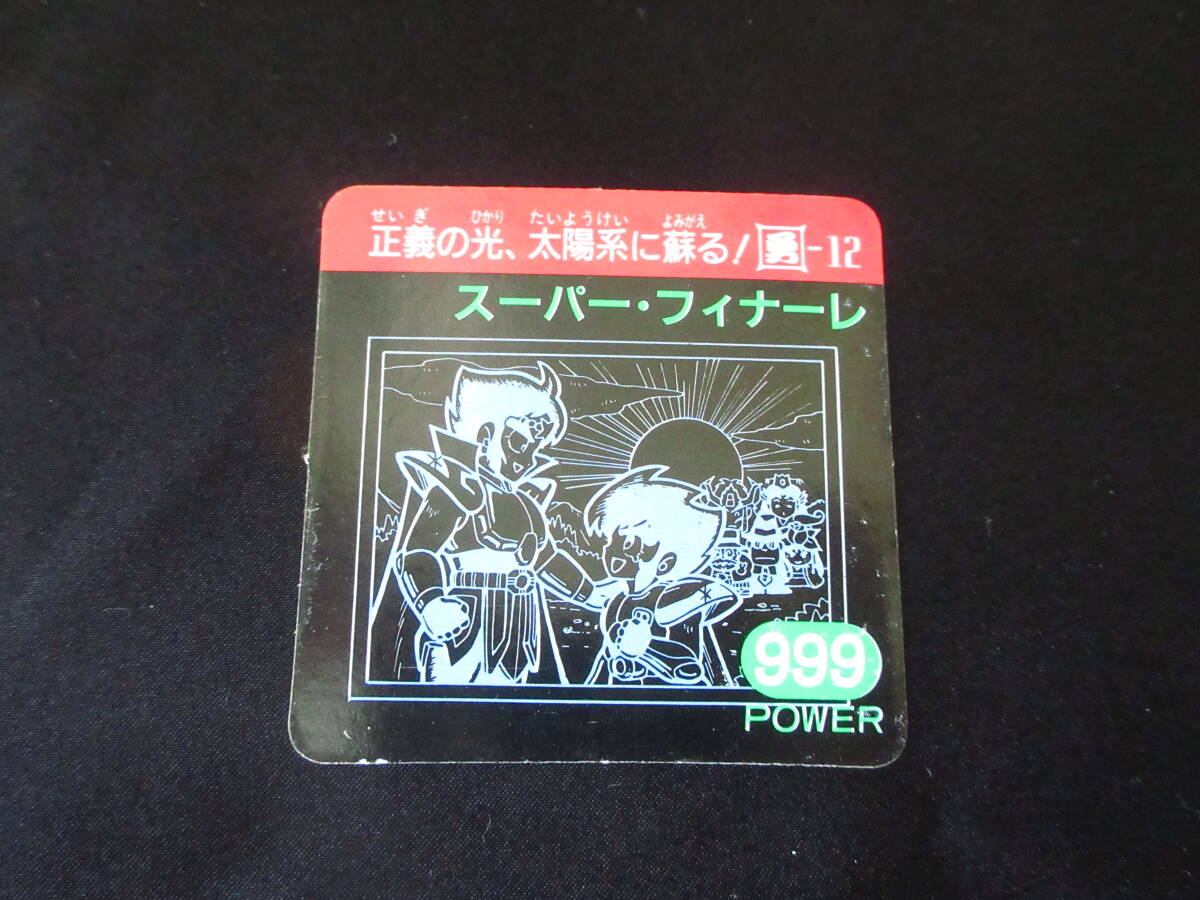 せいぎ ひかり たいようけい よみがえ
正義の光、太陽系に蘇る! 勇-12
スーパー・フィナーレ
999
POWER